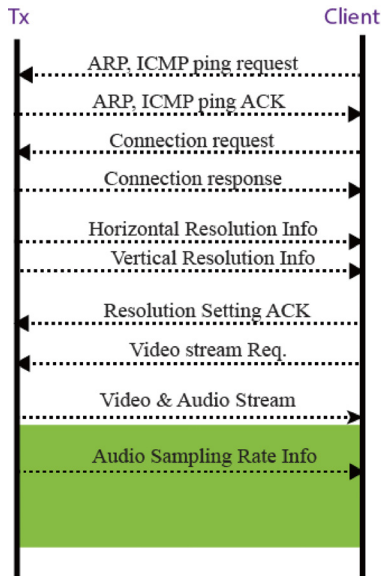 Tx
Client
ARP, ICMP ping request
ARP, ICMP ping ACK
Connection request
Connection response
Horizontal Resolution Info
Vertical Resolution Info
Resolution Setting ACK
Video stream Req.
Video & Audio Stream
Audio Sampling Rate Info